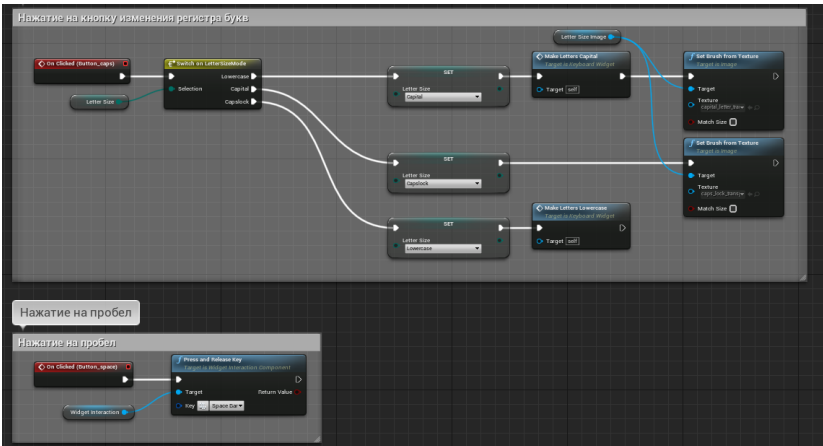 Нажатие на кнопку изменения регистра букв
Letter Size Image
On Clicked (Button_caps)
Switch on LetterSizeMode
Lowercase
Selection
Capital
Capslock
Letter Size
SET
Letter Size
Capital
Make Letters Capital
Target is Keyboard Widget
Target
self
Set Brush from Texture
Target is Image
Target
Texture
Match Size
SET
Letter Size
Capslock
Set Brush from Texture
Target is Image
Target
Texture
Match Size
SET
Letter Size
Lowercase
Make Letters Lowercase
Target is Keyboard Widget
Target
self
Нажатие на пробел
Нажатие на пробел
On Clicked (Button_space)
Press and Release Key
Target is Widget Interaction Component
Target
Return Value
Key
Space Bar
Widget Interaction